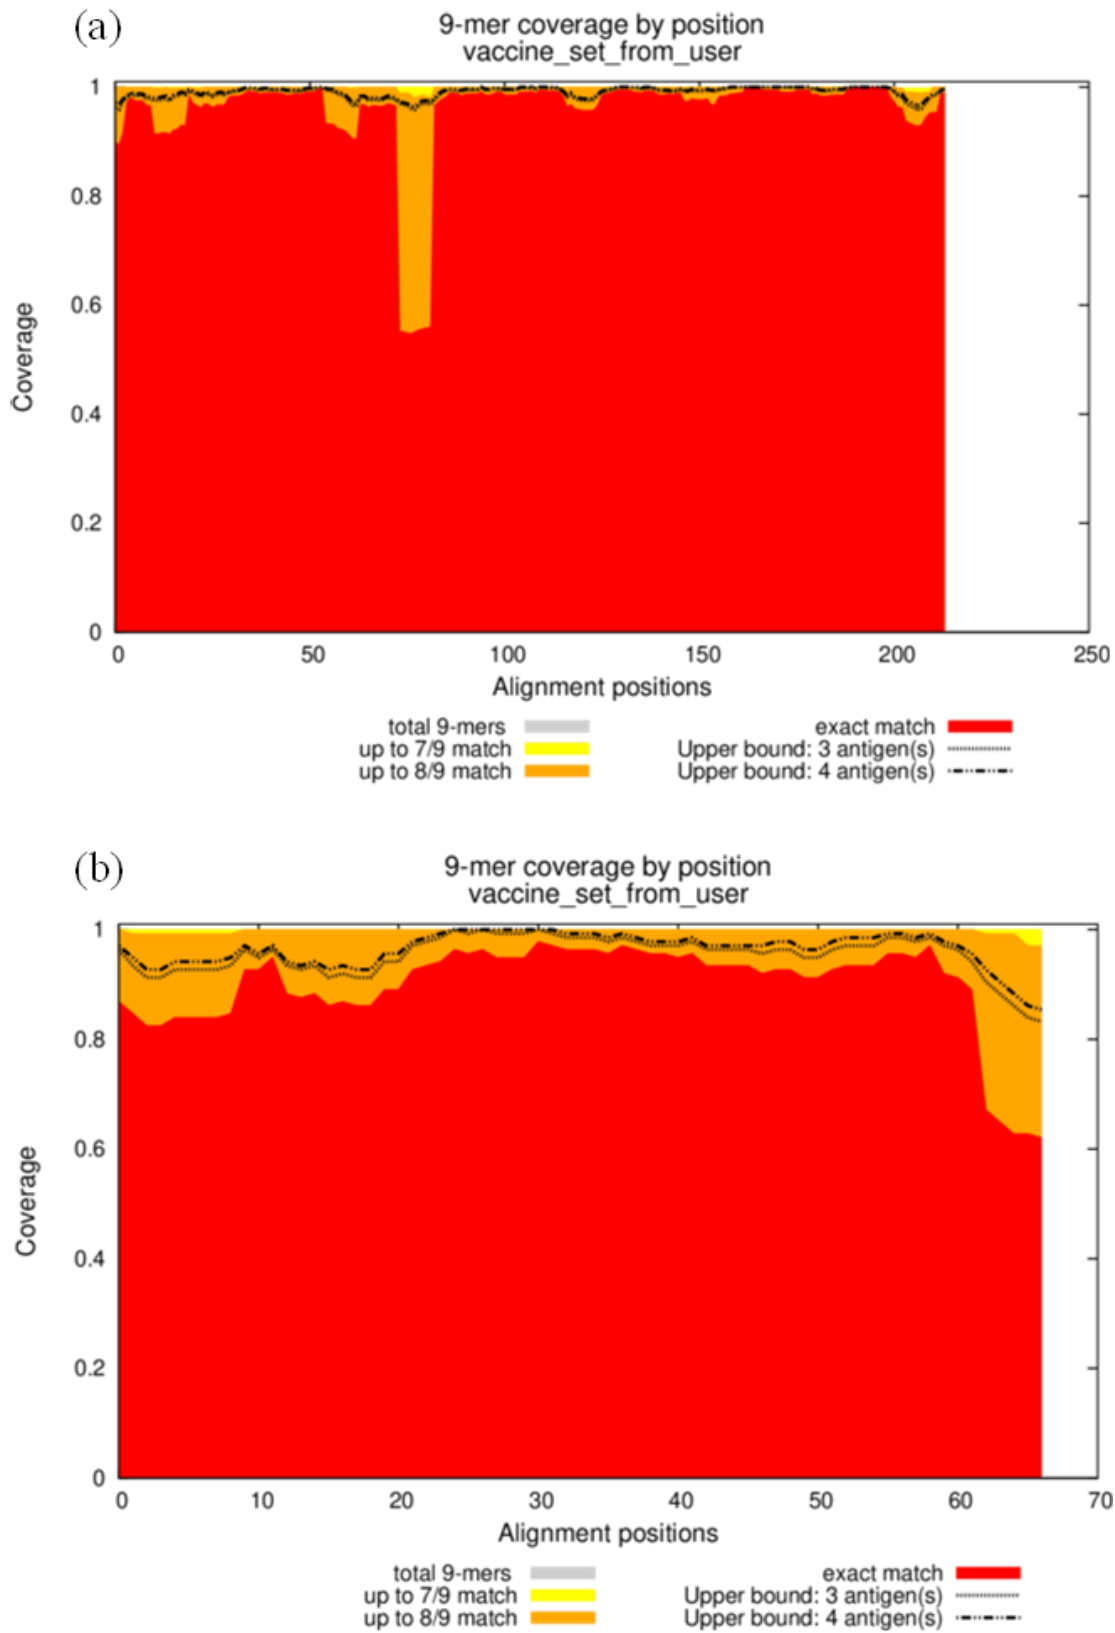 (a)
9-mer coverage by position
vaccine_set_from_user
1
0.8
0.6
0.4
0.2
0
Coverage
0 50 100 150 200 250
Alignment positions
total 9-mers exact match
up to 7/9 match Upper bound: 3 antigen(s)
up to 8/9 match Upper bound: 4 antigen(s)
(b)
9-mer coverage by position
vaccine_set_from_user
1
0.8
0.6
0.4
0.2
0
Coverage
0 10 20 30 40 50 60 70
Alignment positions
total 9-mers exact match
up to 7/9 match Upper bound: 3 antigen(s)
up to 8/9 match Upper bound: 4 antigen(s)